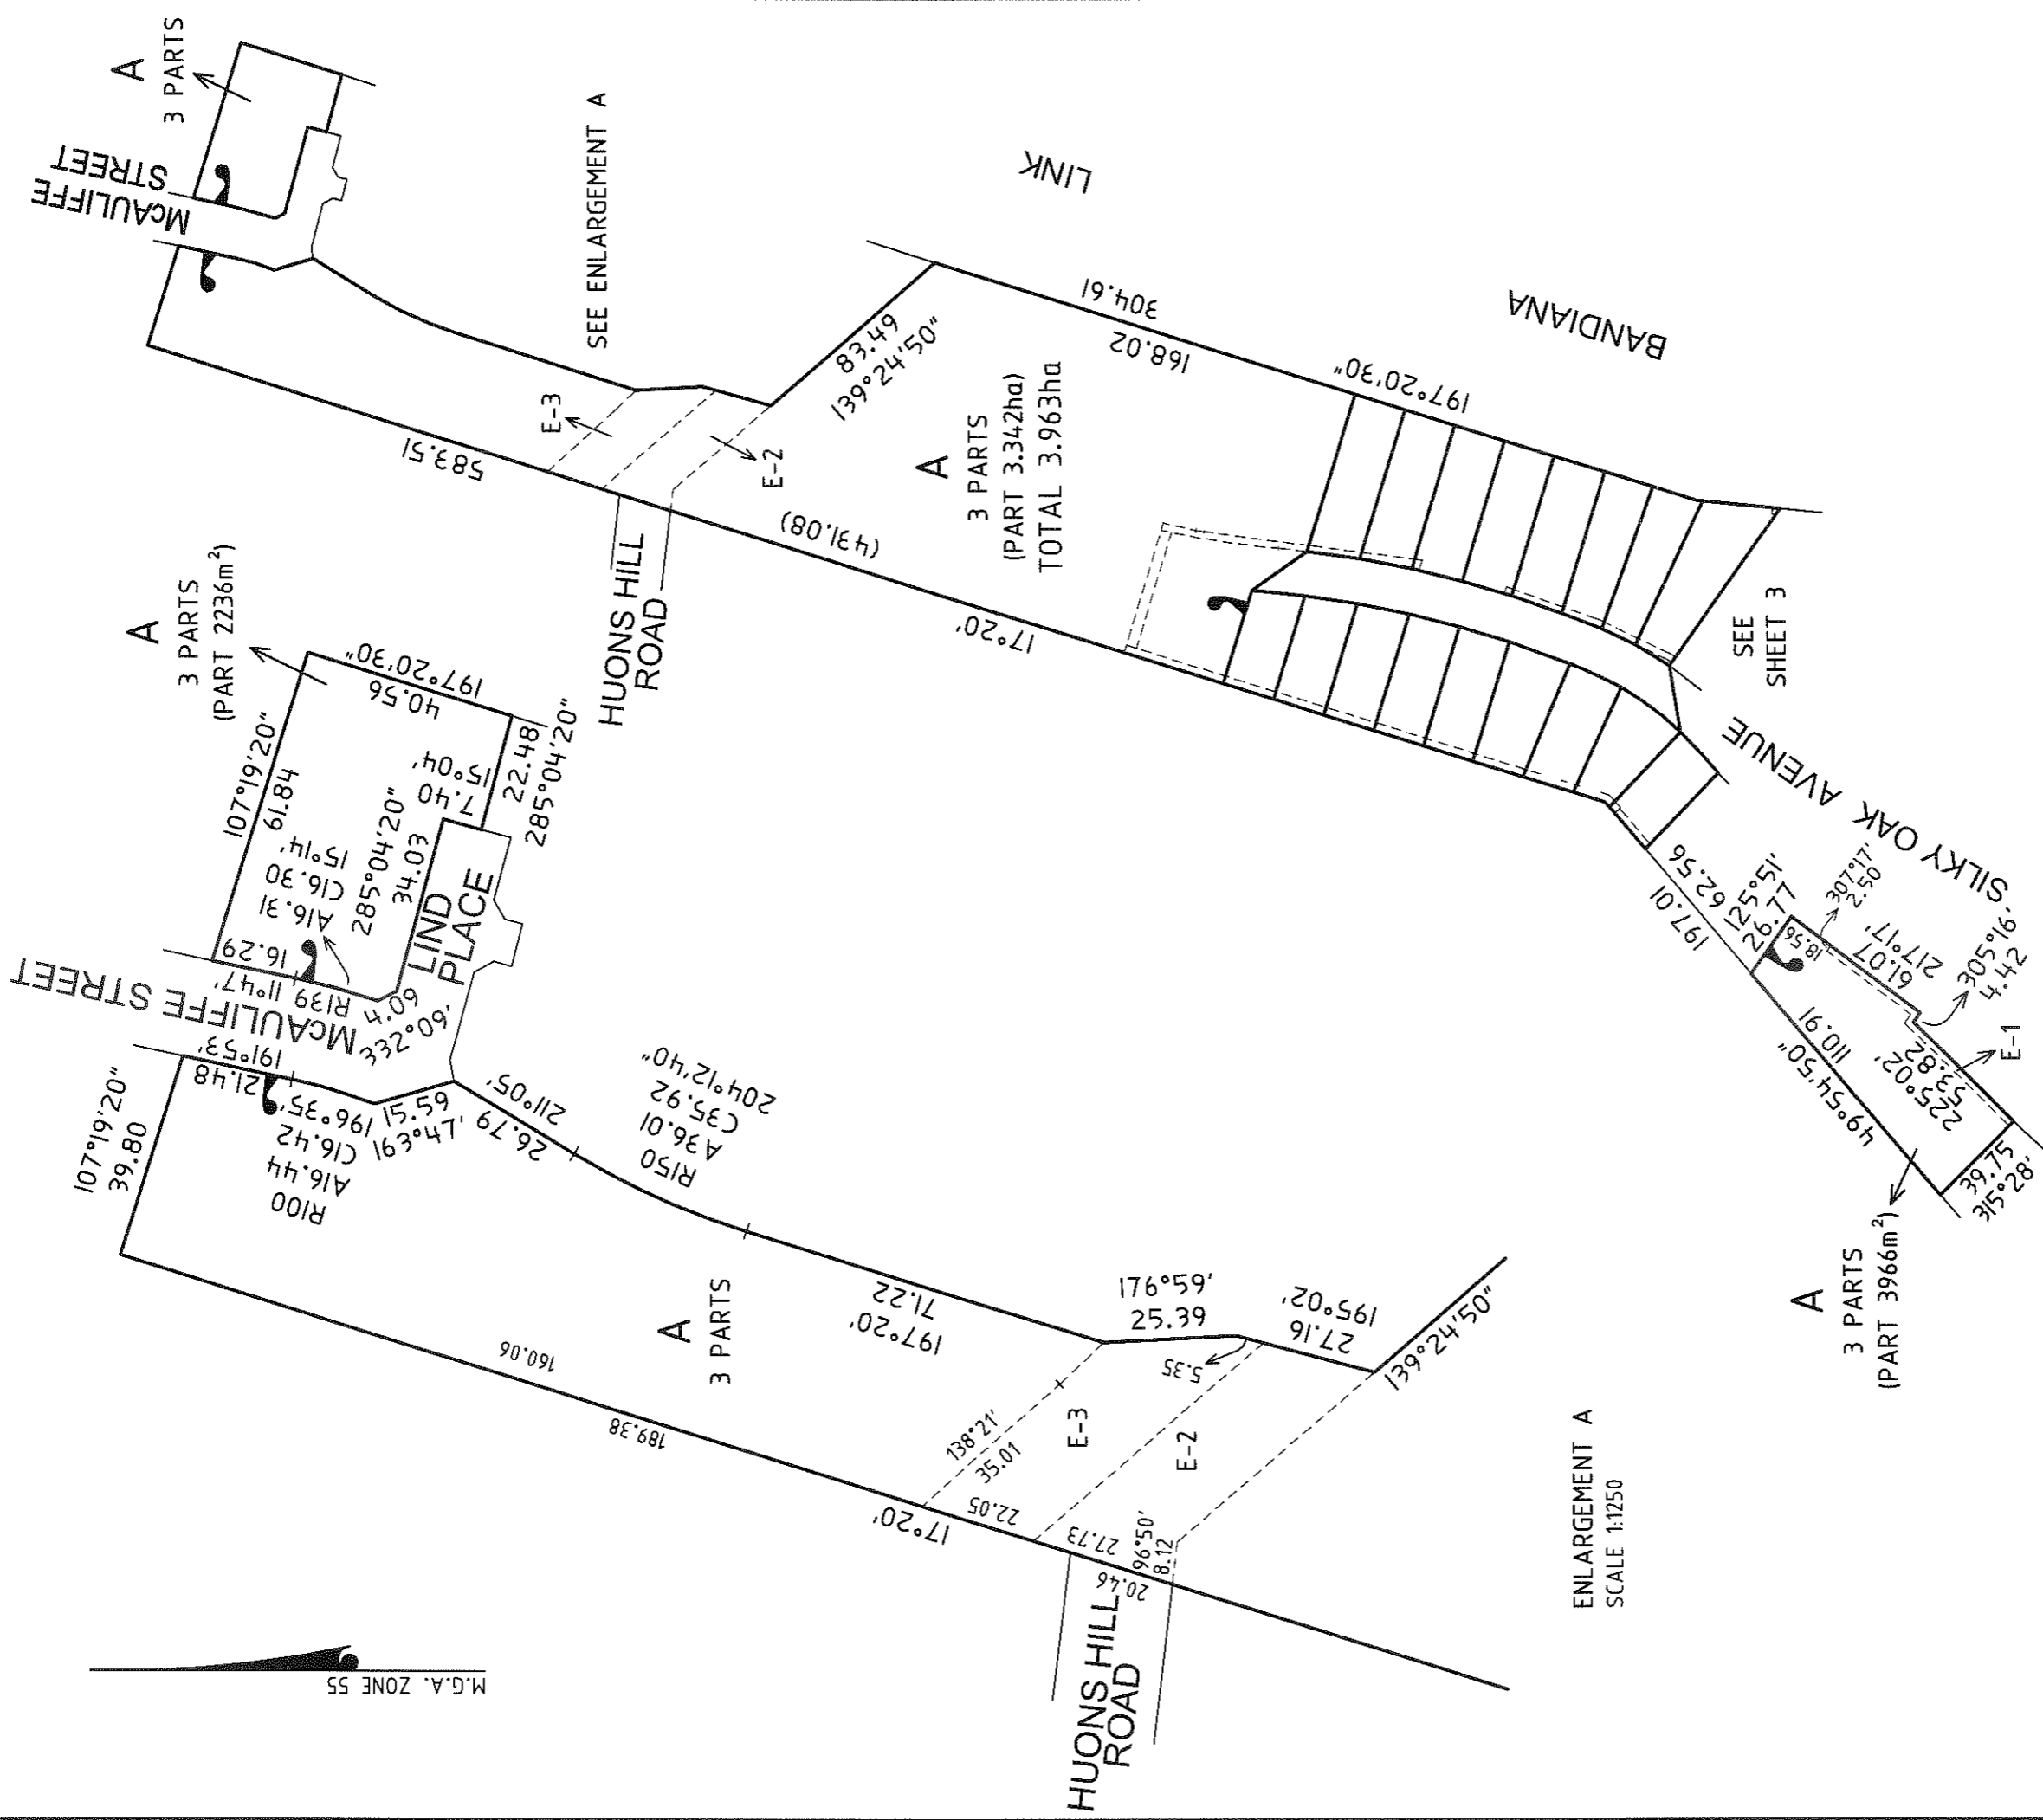 A
3 PARTS
McAULIFFE
STREET
SEE ENLARGEMENT A
LINK
304.61
168.02
BANDIANA
197°20'30"
583.51
E-3
E-2
83.49
139°24'50"
A
3 PARTS
(PART 3.342ha)
TOTAL 3.963ha
(431.08)
17°20'
HUONS HILL
ROAD
SEE
SHEET 3
SILKY OAK AVENUE
A
3 PARTS
(PART 2236m²)
107°19'20"
61.84
197°20'30"
40.56
15°04'
7.40
22.48
285°04'20"
285°04'20"
34.03
A16.31
C16.30
15°14'
R139
16.29
11°47'
4.09
332°09'
LIND
PLACE
McAULIFFE STREET
191°53'
21.48
107°19'20"
39.80
R100
A16.44
C16.42
196°35'
15.59
163°47'
211°05'
26.79
R150
A36.01
C35.92
204°12'40"
71.22
197°20'
160.06
189.38
A
3 PARTS
176°59'
25.39
195°02'
27.16
5.35
139°24'50"
138°21'
35.01
E-3
E-2
22.05
17°20'
27.73
96°50'
8.12
20.46
HUONS HILL
ROAD
ENLARGEMENT A
SCALE 1:1250
M.G.A. ZONE 55
62.56
197.01
125°51'
26.77
18.56
307°17'
2.50
61.07
217°17'
305°16'
4.42
110.91
49°54'50"
225°02'
53.82
E-1
39.75
315°28'
A
3 PARTS
(PART 3966m²)